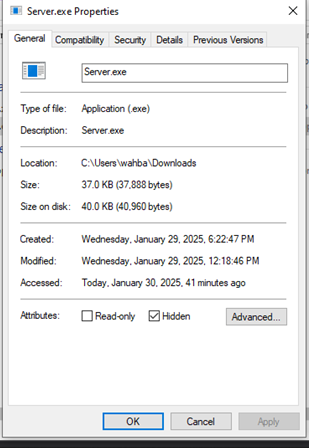 Server.exe Properties
General Compatibility Security Details Previous Versions
Server.exe
Type of file: Application (.exe)
Description: Server.exe
Location: C:\Users\wahba\Downloads
Size: 37.0 KB (37,888 bytes)
Size on disk: 40.0 KB (40,960 bytes)
Created: Wednesday, January 29, 2025, 6:22:47 PM
Modified: Wednesday, January 29, 2025, 12:18:46 PM
Accessed: Today, January 30, 2025, 41 minutes ago
Attributes: Read-only Hidden Advanced...
OK Cancel Apply